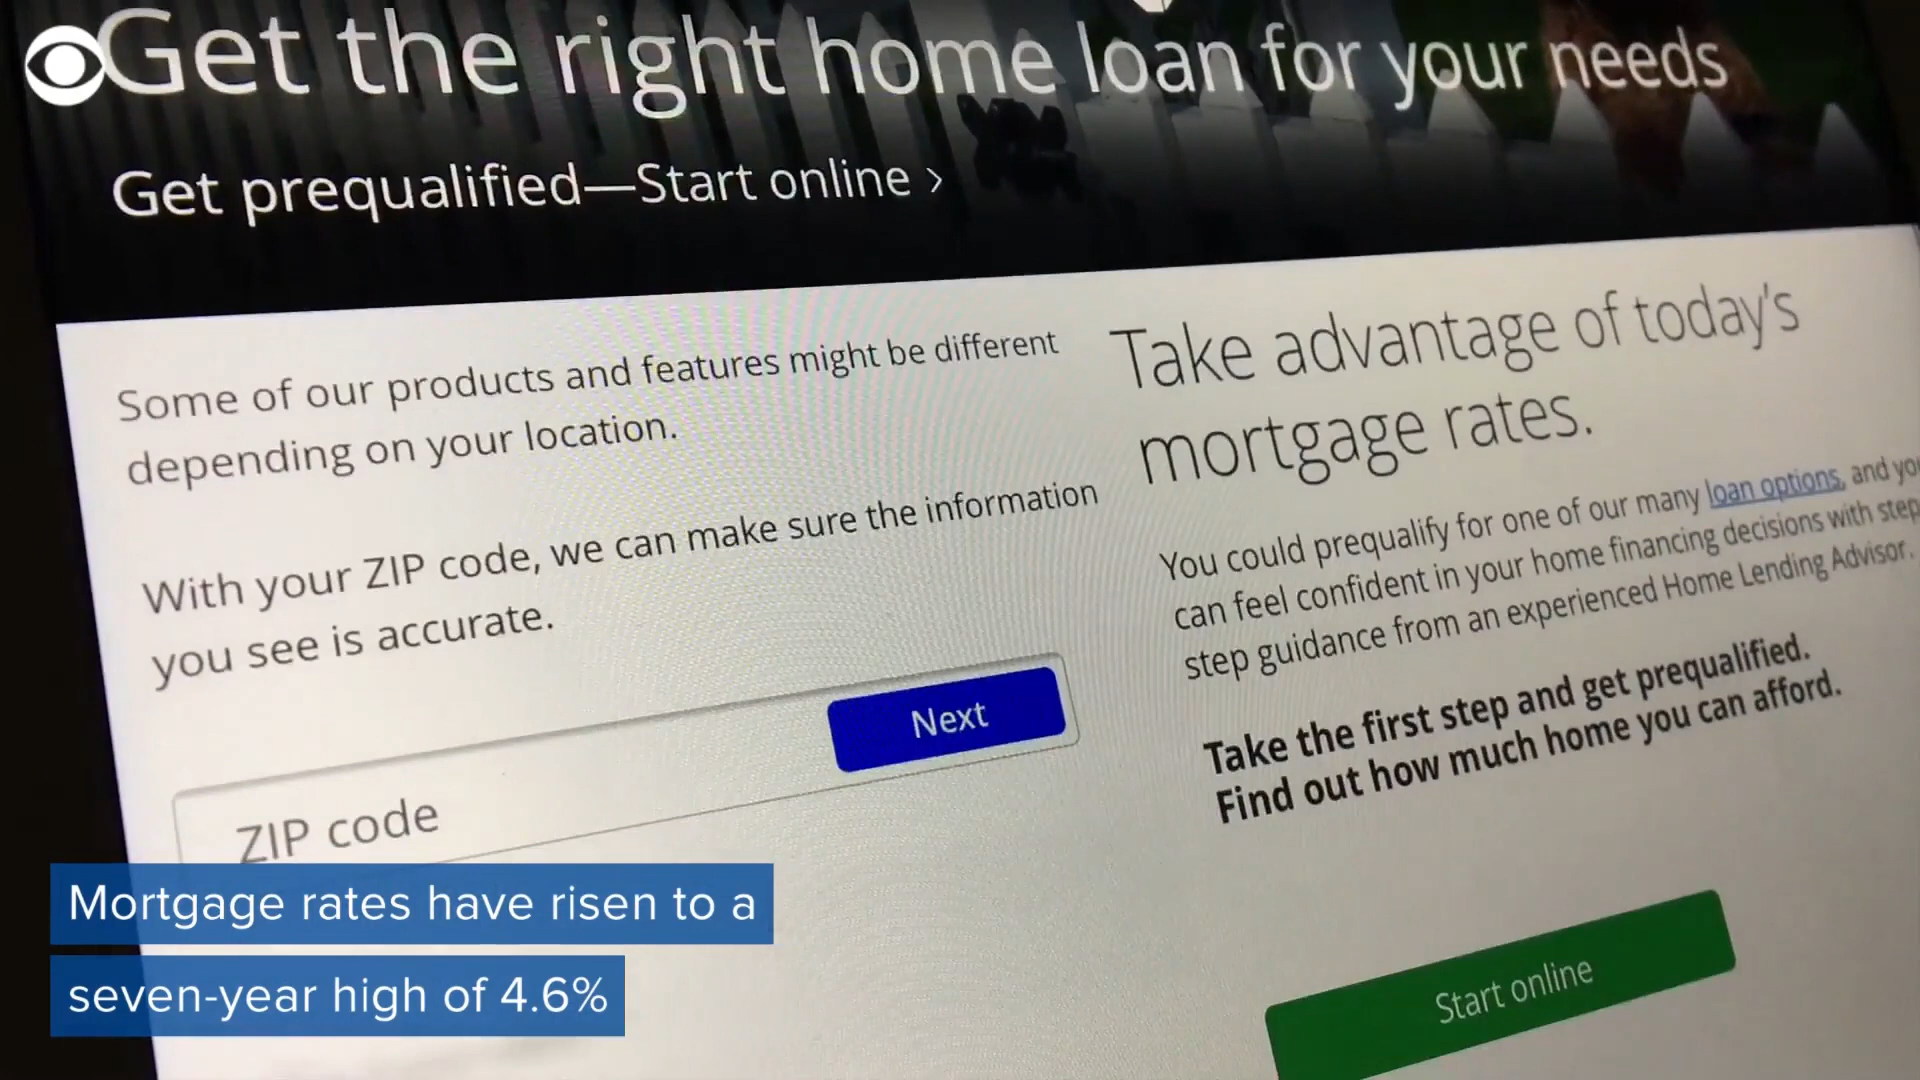 Get the right home loan for your needs
Get prequalified—Start online ›
Some of our products and features might be different
depending on your location.
With your ZIP code, we can make sure the information
you see is accurate.
Next
ZIP code
Take advantage of today's
mortgage rates.
You could prequalify for one of our many loan options, and you
can feel confident in your home financing decisions with step
step guidance from an experienced Home Lending Advisor.
Take the first step and get prequalified.
Find out how much home you can afford.
Start online
Mortgage rates have risen to a
seven-year high of 4.6%